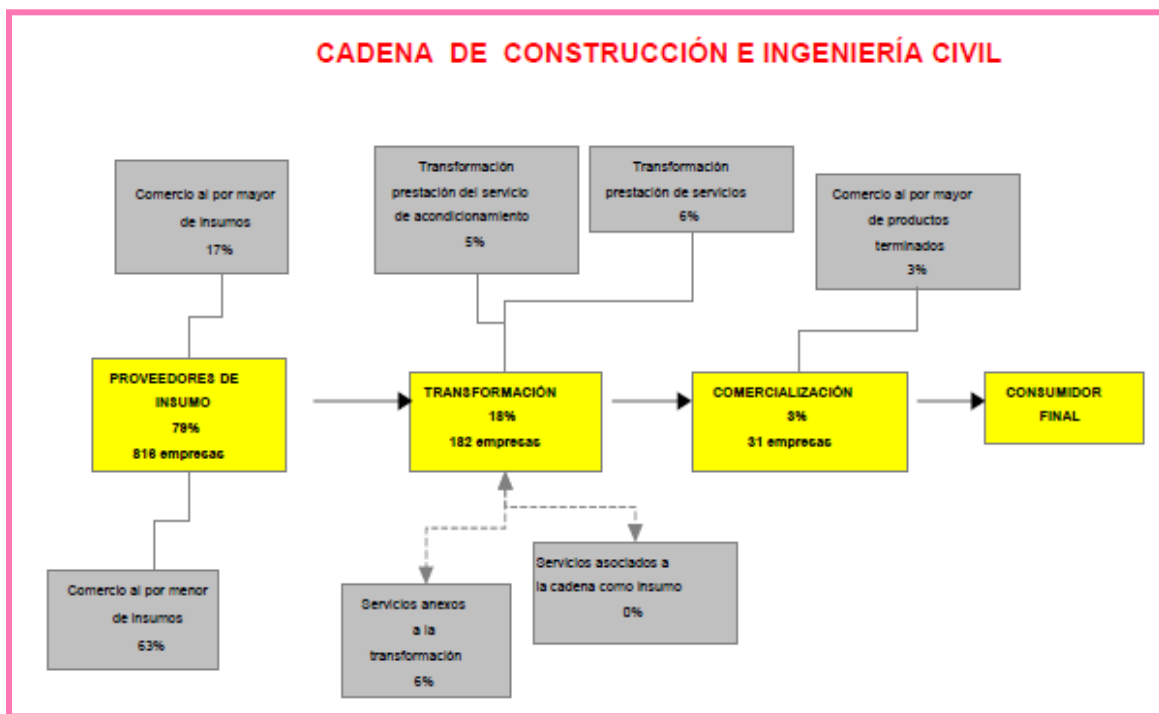 CADENA DE CONSTRUCCIÓN E INGENIERÍA CIVIL
Comercio al por mayor
de insumos
17%
Transformación
prestación del servicio
de acondicionamiento
5%
Transformación
prestación de servicios
6%
Comercio al por mayor
de productos
terminados
3%
PROVEEDORES DE
INSUMO
79%
816 empresas
TRANSFORMACIÓN
18%
182 empresas
COMERCIALIZACIÓN
3%
31 empresas
CONSUMIDOR
FINAL
Comercio al por menor
de insumos
63%
Servicios anexos
a la
transformación
6%
Servicios asociados a
la cadena como insumo
0%